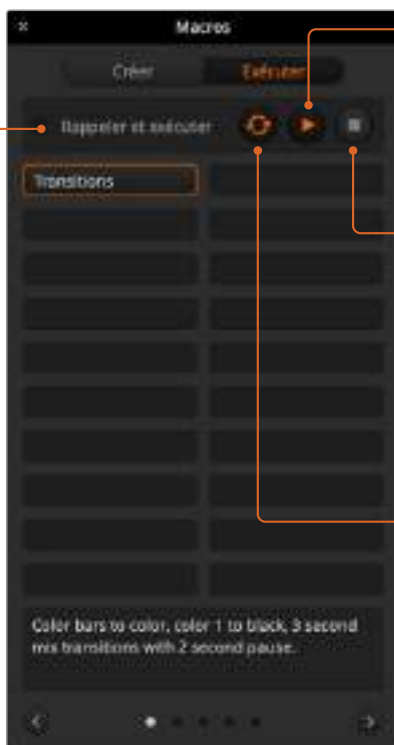 Macros
Créer
Exécuter
Rappeler et exécuter
Transitions
Color bars to color, color 1 to black, 3 second
mix transitions with 2 second pause.